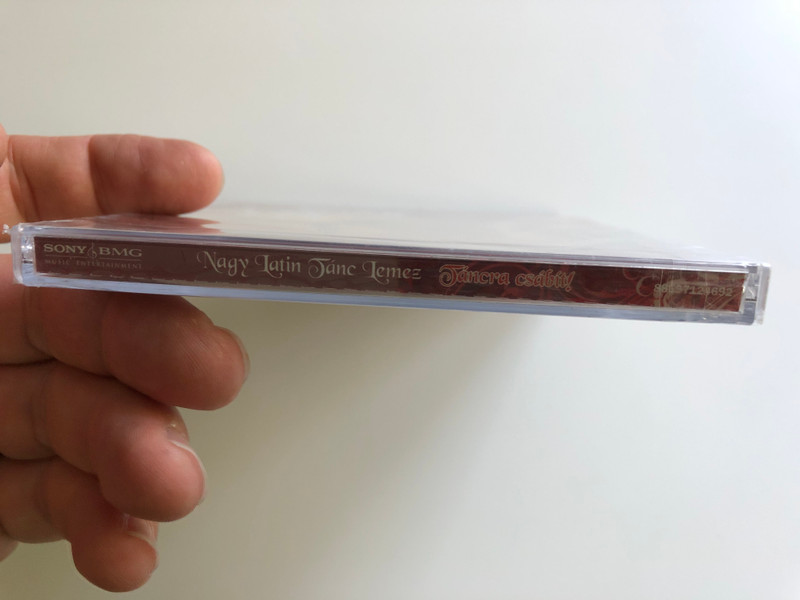 SONY BMG
MUSIC ENTERTAINMENT
Nagy Latin Tánc Lemez Táncra csábít!